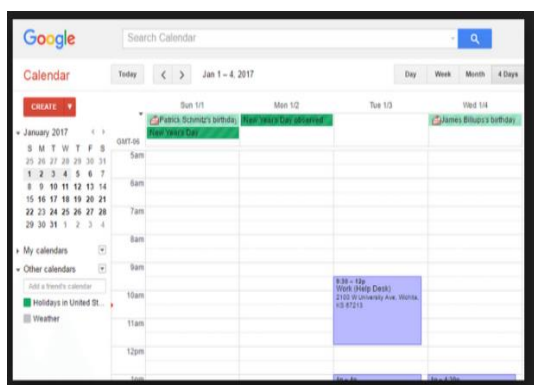 Google
Search Calendar
Calendar
Today
Jan 1 – 4, 2017
Day Week Month 4 Days
CREATE
Sun 1/1 Mon 1/2 Tue 1/3 Wed 1/4
Patrick Schmitz's birthday New Year's Day observed James Billups's birthday
New Year's Day
GMT-06
January 2017
S M T W T F S
25 26 27 28 29 30 31
1 2 3 4 5 6 7
8 9 10 11 12 13 14
15 16 17 18 19 20 21
22 23 24 25 26 27 28
29 30 31 1 2 3 4
My calendars
Other calendars
Add a friend's calendar
Holidays in United St...
Weather
5am
6am
7am
8am
9am
10am
11am
12pm
1pm
9:30 – 12p
Work (Help Desk)
2100 W University Ave, Wichita,
KS 67213